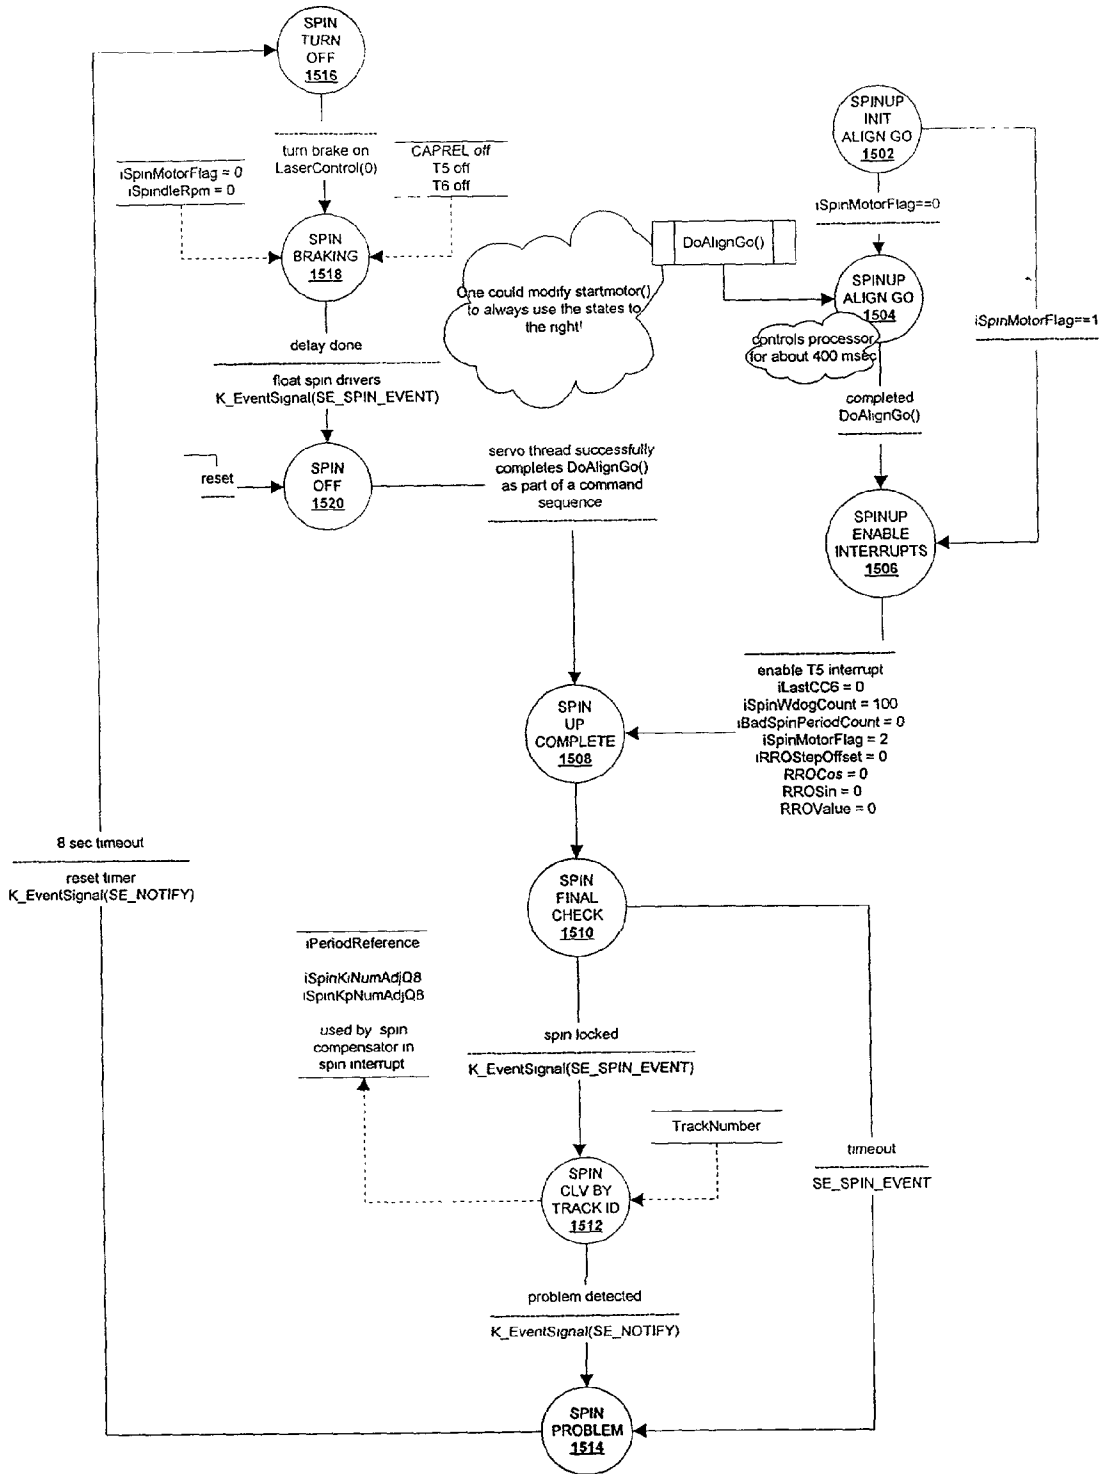 SPIN
TURN
OFF
1516
turn brake on
LaserControl(0)
iSpinMotorFlag = 0
iSpindleRpm = 0
CAPREL off
T5 off
T6 off
SPIN
BRAKING
1518
delay done
float spin drivers
K_EventSignal(SE_SPIN_EVENT)
reset
SPIN
OFF
1520
servo thread successfully
completes DoAlignGo()
as part of a command
sequence
One could modify startmotor()
to always use the states to
the right!
DoAlignGo()
SPINUP
INIT
ALIGN GO
1502
iSpinMotorFlag==0
iSpinMotorFlag==1
SPINUP
ALIGN GO
1504
controls processor
for about 400 msec
completed
DoAlignGo()
SPINUP
ENABLE
INTERRUPTS
1506
enable T5 interrupt
iLastCC6 = 0
iSpinWdogCount = 100
iBadSpinPeriodCount = 0
iSpinMotorFlag = 2
iRROStepOffset = 0
RROCos = 0
RROSin = 0
RROValue = 0
SPIN
UP
COMPLETE
1508
SPIN
FINAL
CHECK
1510
8 sec timeout
reset timer
K_EventSignal(SE_NOTIFY)
iPeriodReference
iSpinKiNumAdjQ8
iSpinKpNumAdjQ8
used by spin
compensator in
spin interrupt
spin locked
K_EventSignal(SE_SPIN_EVENT)
TrackNumber
timeout
SE_SPIN_EVENT
SPIN
CLV BY
TRACK ID
1512
problem detected
K_EventSignal(SE_NOTIFY)
SPIN
PROBLEM
1514